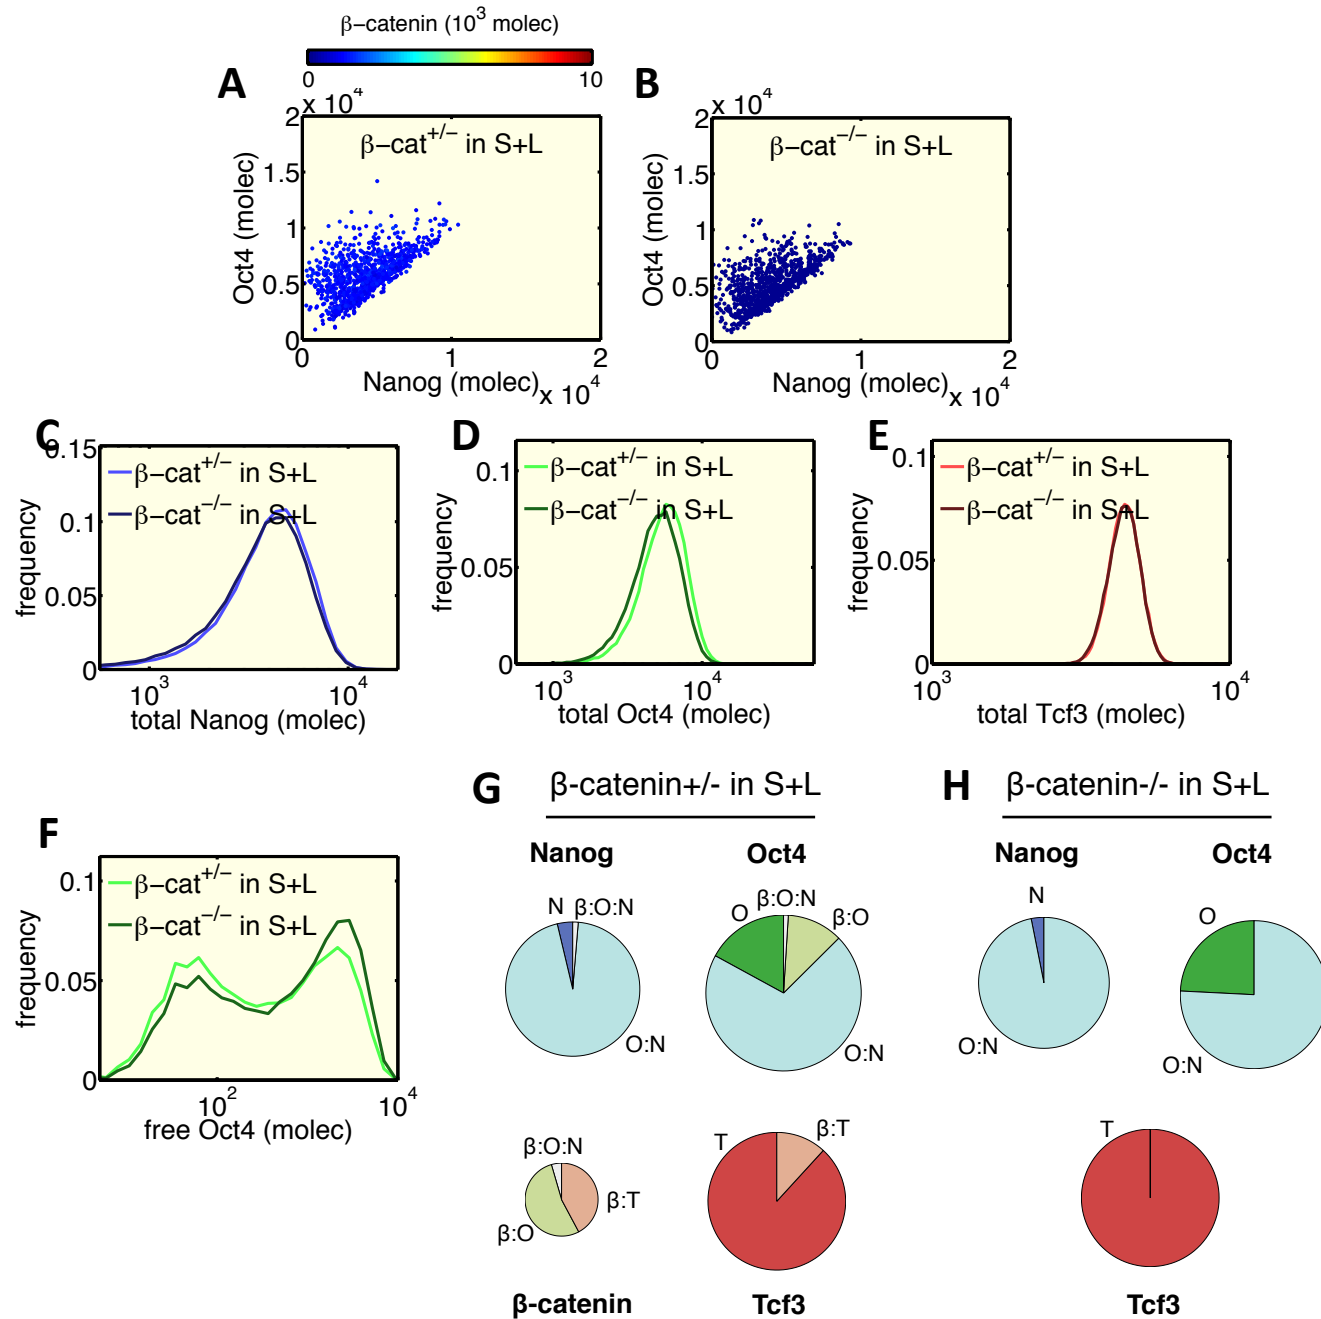 β−catenin (10³ molec)
0 10
A
x 10⁴
2
1.5
1
0.5
0
Oct4 (molec)
β−cat⁺/⁻ in S+L
0 1 2
Nanog (molec) x 10⁴
B
x 10⁴
2
1.5
1
0.5
0
Oct4 (molec)
β−cat⁻/⁻ in S+L
0 1 2
Nanog (molec) x 10⁴
C
0.15
0.1
0.05
0
frequency
β−cat⁺/⁻ in S+L
β−cat⁻/⁻ in S+L
10³ 10⁴
total Nanog (molec)
D
0.1
0.05
0
frequency
β−cat⁺/⁻ in S+L
β−cat⁻/⁻ in S+L
10³ 10⁴
total Oct4 (molec)
E
0.1
0.05
0
frequency
β−cat⁺/⁻ in S+L
β−cat⁻/⁻ in S+L
10³ 10⁴
total Tcf3 (molec)
F
0.1
0.05
0
frequency
β−cat⁺/⁻ in S+L
β−cat⁻/⁻ in S+L
10² 10⁴
free Oct4 (molec)
G
β-catenin+/- in S+L
Nanog
N β:O:N
O:N
Oct4
O β:O:N β:O
O:N
β:O:N
β:T
β:O
β-catenin
T β:T
Tcf3
H
β-catenin-/- in S+L
Nanog
N
O:N
Oct4
O
O:N
T
Tcf3